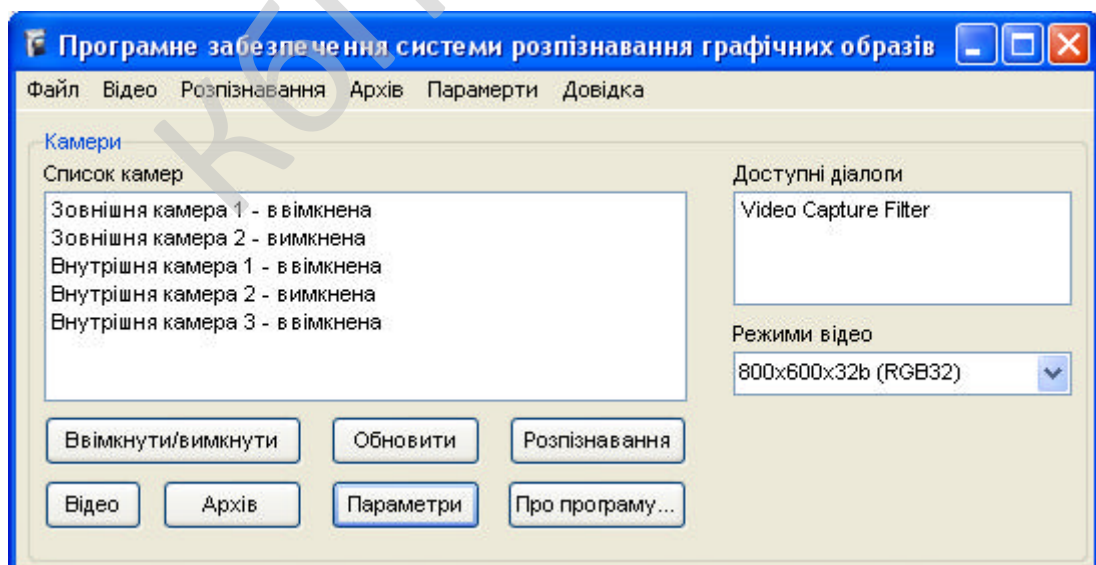 Програмне забезпечення системи розпізнавання графічних образів
Файл Відео Розпізнавання Архів Парамерти Довідка
Камери
Список камер
Зовнішня камера 1 - ввімкнена
Зовнішня камера 2 - вимкнена
Внутрішня камера 1 - ввімкнена
Внутрішня камера 2 - вимкнена
Внутрішня камера 3 - ввімкнена
Доступні діалоги
Video Capture Filter
Режими відео
800x600x32b (RGB32)
Ввімкнути/вимкнути Обновити Розпізнавання
Відео Архів Параметри Про програму...